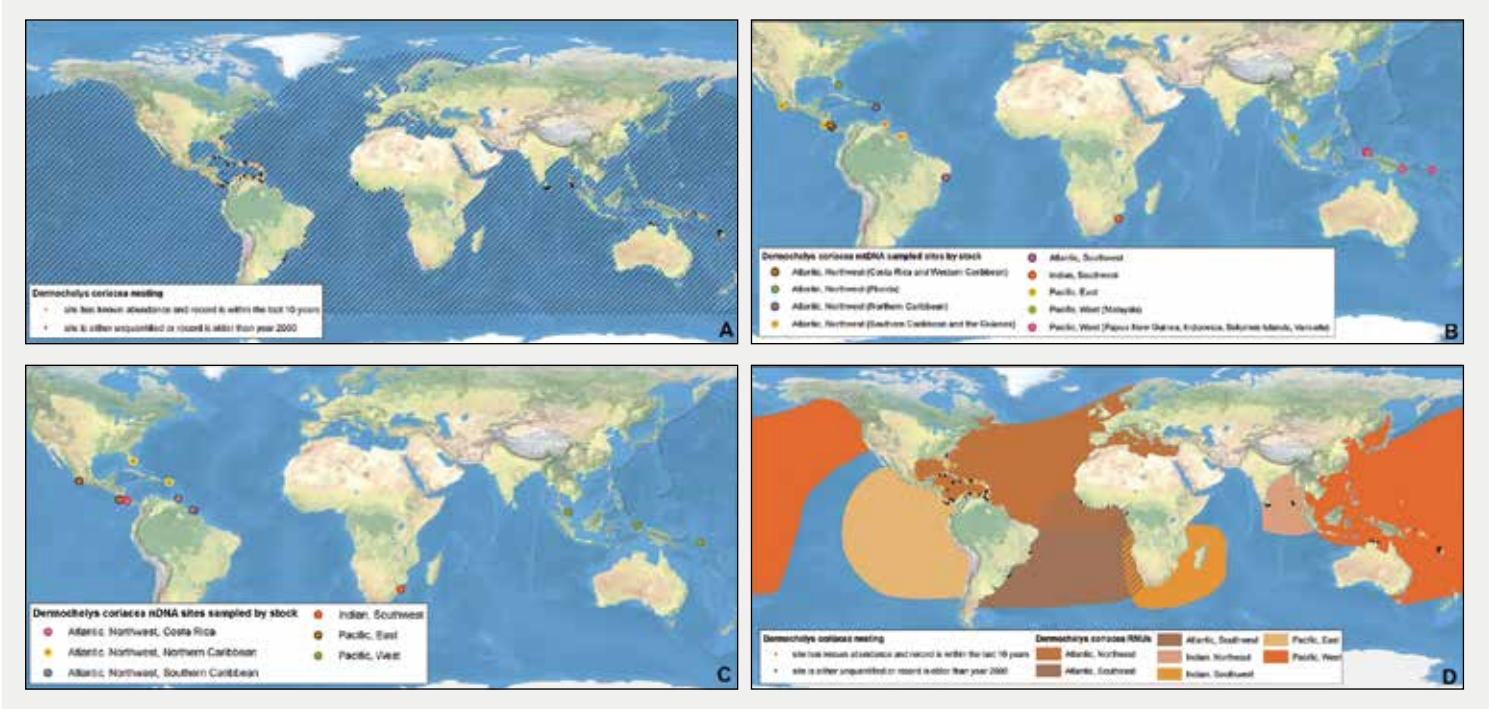 Dermochelys coriacea nesting
site has known abundance and record is within the last 10 years
site is either unquantified or record is older than year 2000
A
Dermochelys coriacea mtDNA sampled sites by stock
Atlantic, Northwest (Costa Rica and Western Caribbean)
Atlantic, Northwest (Florida)
Atlantic, Northwest (Northern Caribbean)
Atlantic, Northwest (Southern Caribbean and the Guianas)
Atlantic, Southwest
Indian, Southwest
Pacific, East
Pacific, West (Malaysia)
Pacific, West (Papua New Guinea, Indonesia, Solomon Islands, Vanuatu)
B
Dermochelys coriacea nDNA sites sampled by stock
Atlantic, Northwest, Costa Rica
Atlantic, Northwest, Northern Caribbean
Atlantic, Northwest, Southern Caribbean
Indian, Southwest
Pacific, East
Pacific, West
C
Dermochelys coriacea nesting
site has known abundance and record is within the last 10 years
site is either unquantified or record is older than year 2000
Dermochelys coriacea RMUs
Atlantic, Northwest
Atlantic, Southeast
Atlantic, Southwest
Indian, Northeast
Indian, Southwest
Pacific, East
Pacific, West
D